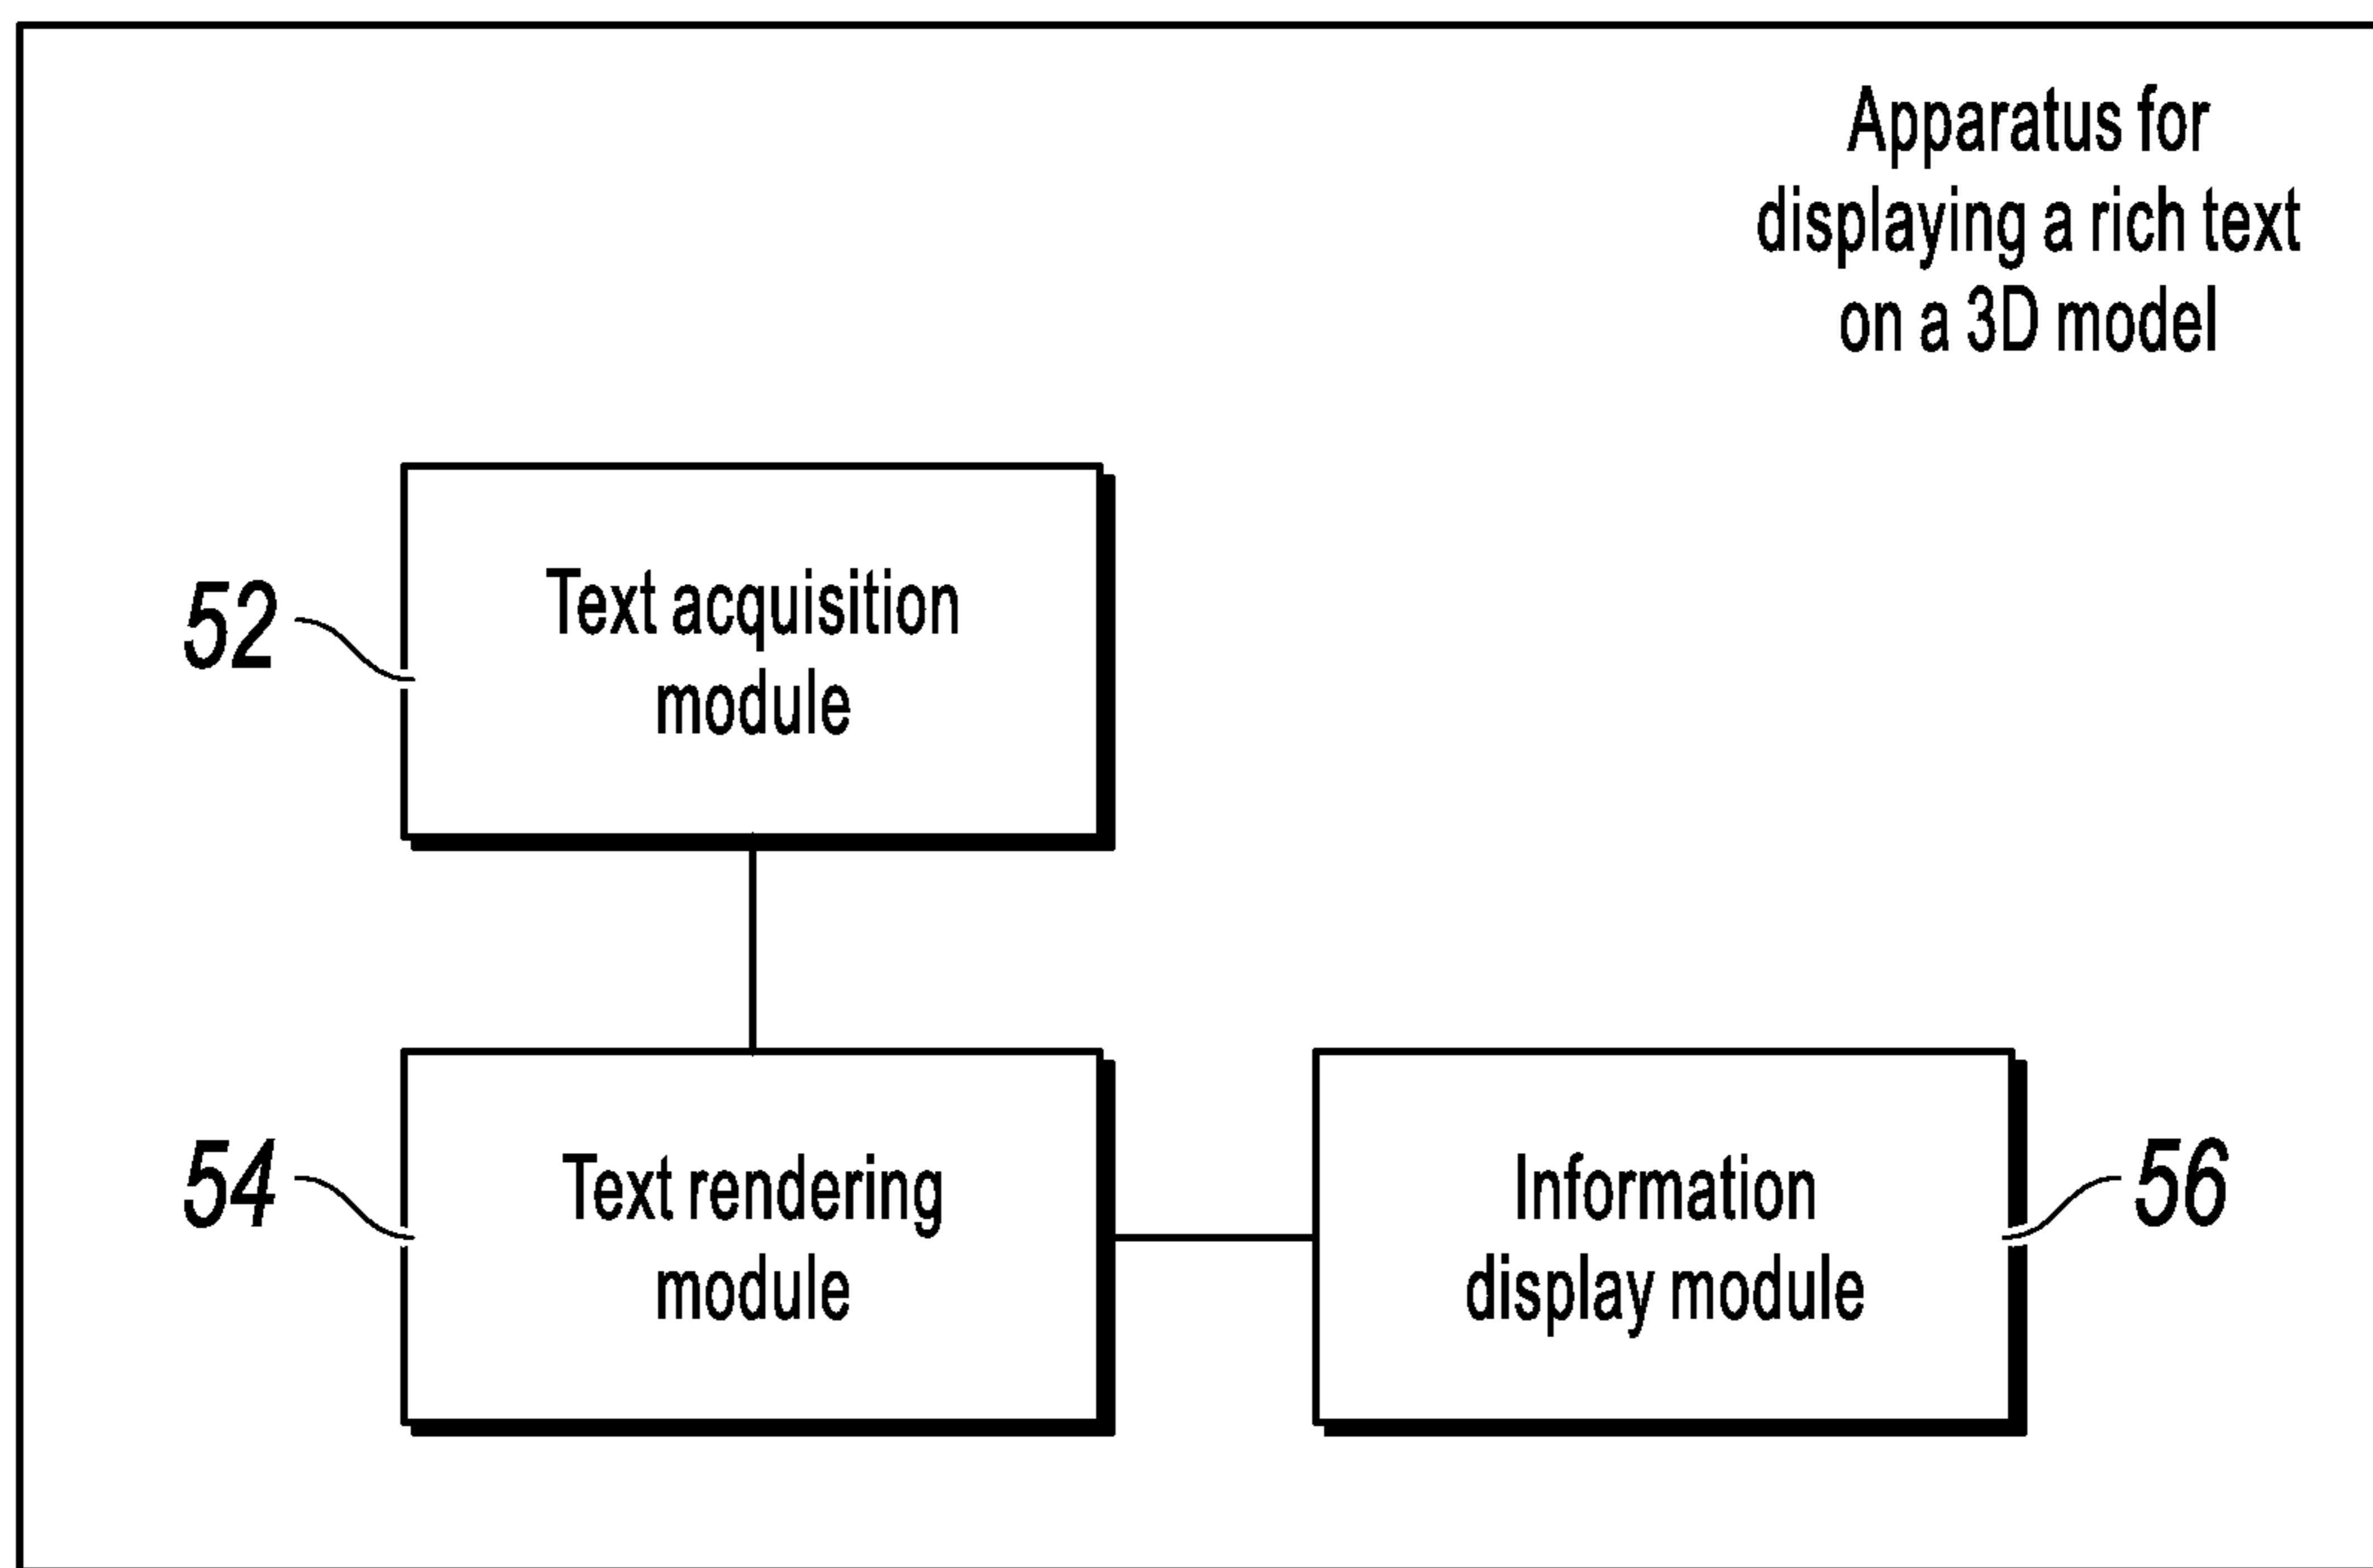 Apparatus for
displaying a rich text
on a 3D model
52
Text acquisition
module
54
Text rendering
module
Information
display module
56